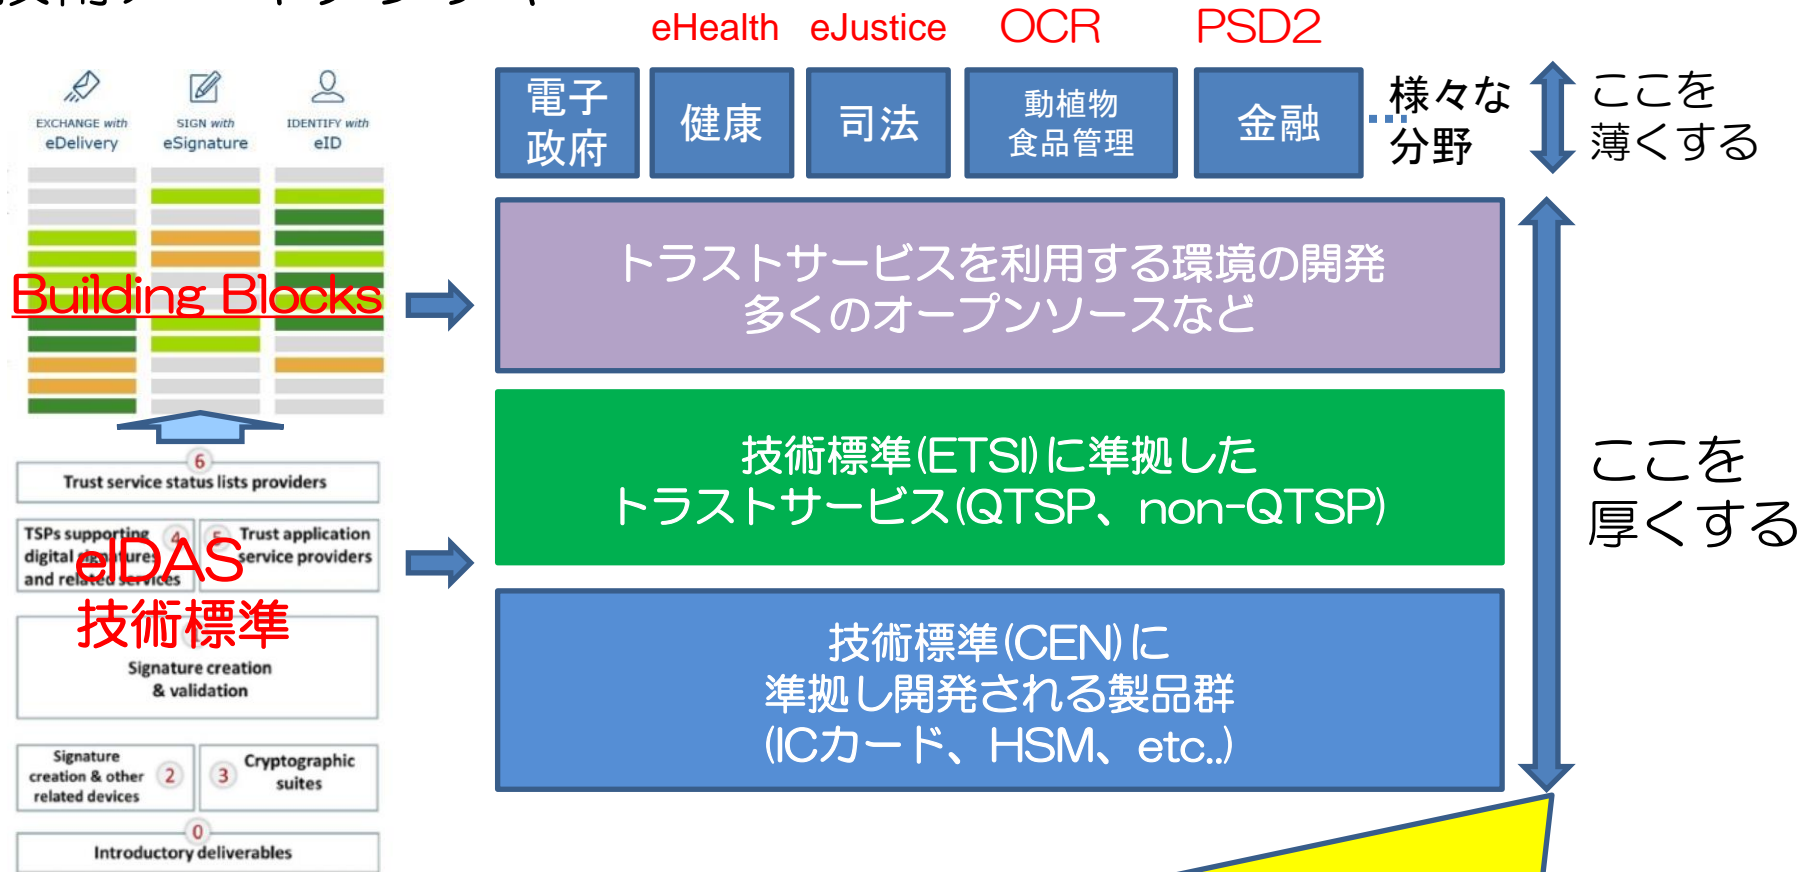 eHealth eJustice OCR PSD2
EXCHANGE with
eDelivery
SIGN with
eSignature
IDENTIFY with
eID
電子
政府
健康
司法
動植物
食品管理
金融
様々な
分野
ここを
薄くする
Building Blocks
トラストサービスを利用する環境の開発
多くのオープンソースなど
技術標準(ETSI)に準拠した
トラストサービス(QTSP、non-QTSP)
ここを
厚くする
技術標準(CEN)に
準拠し開発される製品群
(ICカード、HSM、etc..)
6
Trust service status lists providers
TSPs supporting
digital signatures
and related services
4
5
Trust application
service providers
eIDAS
技術標準
Signature creation
& validation
Signature
creation & other
related devices
2
3
Cryptographic
suites
0
Introductory deliverables